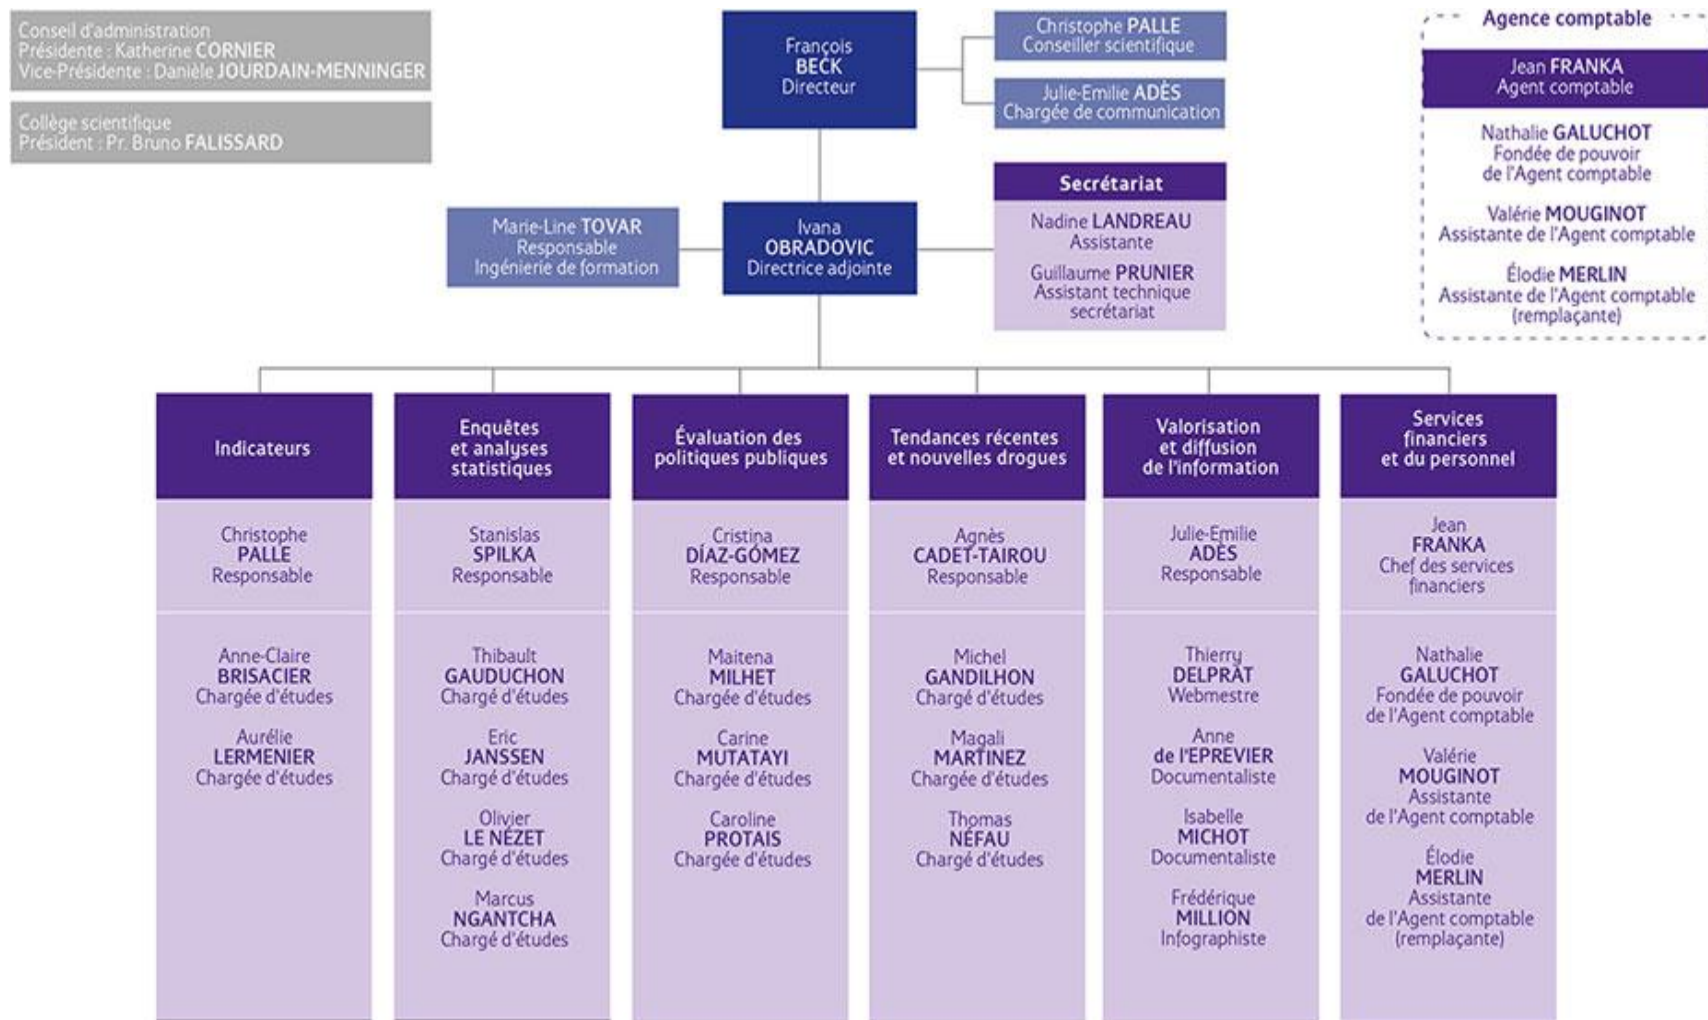 Conseil d'administration
Présidente : Katherine CORNIER
Vice-Présidente : Danièle JOURDAIN-MENNINGER
Collège scientifique
Président : Pr. Bruno FALISSARD
François
BECK
Directeur
Christophe PALLE
Conseiller scientifique
Julie-Emilie ADÈS
Chargée de communication
Agence comptable
Jean FRANKA
Agent comptable
Nathalie GALUCHOT
Fondée de pouvoir
de l'Agent comptable
Valérie MOUGINOT
Assistante de l'Agent comptable
Élodie MERLIN
Assistante de l'Agent comptable
(remplaçante)
Marie-Line TOVAR
Responsable
Ingénierie de formation
Ivana
OBRADOVIC
Directrice adjointe
Secrétariat
Nadine LANDREAU
Assistante
Guillaume PRUNIER
Assistant technique
secrétariat
Indicateurs
Christophe
PALLE
Responsable
Anne-Claire
BRISACIER
Chargée d'études
Aurélie
LERMENIER
Chargée d'études
Enquêtes
et analyses
statistiques
Stanislas
SPILKA
Responsable
Thibault
GAUDUCHON
Chargé d'études
Eric
JANSSEN
Chargé d'études
Olivier
LE NÉZET
Chargé d'études
Marcus
NGANTCHA
Chargé d'études
Évaluation des
politiques publiques
Cristina
DÍAZ-GÓMEZ
Responsable
Maitena
MILHET
Chargée d'études
Carine
MUTATAYI
Chargée d'études
Caroline
PROTAIS
Chargée d'études
Tendances récentes
et nouvelles drogues
Agnès
CADET-TAIROU
Responsable
Michel
GANDILHON
Chargé d'études
Magali
MARTINEZ
Chargée d'études
Thomas
NÉFAU
Chargé d'études
Valorisation
et diffusion
de l'information
Julie-Emilie
ADÈS
Responsable
Thierry
DELPRAT
Webmestre
Anne
de l'EPREVIER
Documentaliste
Isabelle
MICHOT
Documentaliste
Frédérique
MILLION
Infographiste
Services
financiers
et du personnel
Jean
FRANKA
Chef des services
financiers
Nathalie
GALUCHOT
Fondée de pouvoir
de l'Agent comptable
Valérie
MOUGINOT
Assistante
de l'Agent comptable
Élodie
MERLIN
Assistante
de l'Agent comptable
(remplaçante)